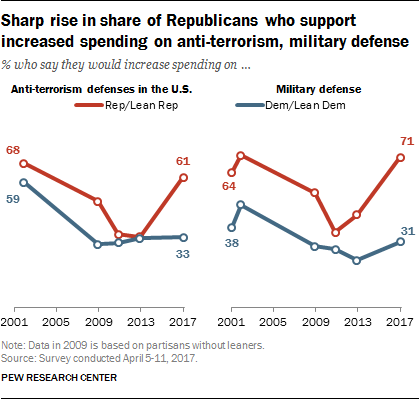 Sharp rise in share of Republicans who support
increased spending on anti-terrorism, military defense
% who say they would increase spending on ...
Anti-terrorism defenses in the U.S.
Military defense
Rep/Lean Rep
Dem/Lean Dem
68
61
59
33
71
64
38
31
2001 2005 2009 2013 2017
2001 2005 2009 2013 2017
Note: Data in 2009 is based on partisans without leaners.
Source: Survey conducted April 5-11, 2017.
PEW RESEARCH CENTER